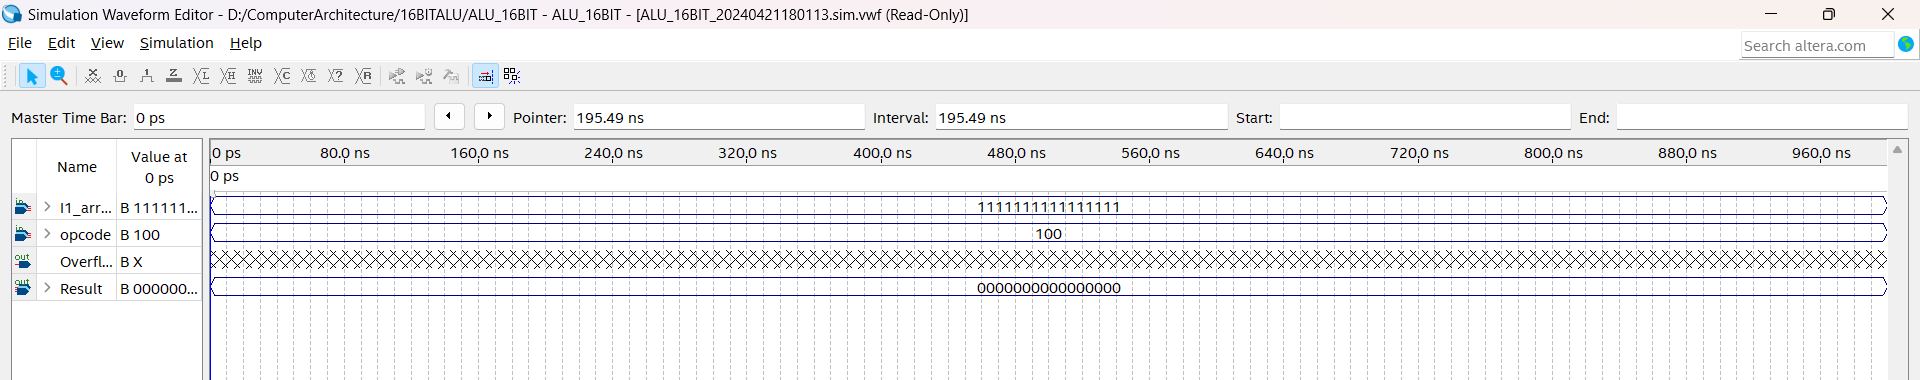 Simulation Waveform Editor - D:/ComputerArchitecture/16BITALU/ALU_16BIT - ALU_16BIT - [ALU_16BIT_20240421180113.sim.vwf (Read-Only)]
File Edit View Simulation Help
Search altera.com
Master Time Bar: 0 ps Pointer: 195.49 ns Interval: 195.49 ns Start: End:
Name Value at 0 ps
0 ps 80.0 ns 160.0 ns 240.0 ns 320.0 ns 400.0 ns 480.0 ns 560.0 ns 640.0 ns 720.0 ns 800.0 ns 880.0 ns 960.0 ns
0 ps
in I1_arr... B 111111... 1111111111111111
in opcode B 100 100
out Overfl... B X
out Result B 000000... 0000000000000000